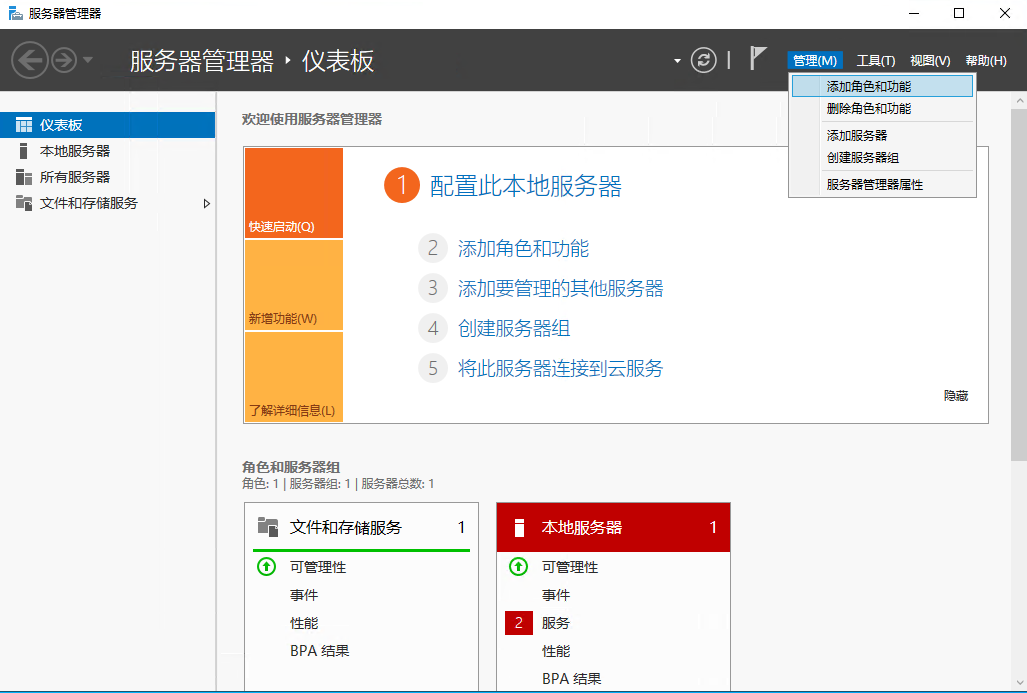 服务器管理器
服务器管理器 ‣ 仪表板
管理(M) 工具(T) 视图(V) 帮助(H)
添加角色和功能
删除角色和功能
添加服务器
创建服务器组
服务器管理器属性
仪表板
本地服务器
所有服务器
文件和存储服务
欢迎使用服务器管理器
快速启动(Q)
新增功能(W)
了解详细信息(L)
1 配置此本地服务器
2 添加角色和功能
3 添加要管理的其他服务器
4 创建服务器组
5 将此服务器连接到云服务
隐藏
角色和服务器组
角色: 1 | 服务器组: 1 | 服务器总数: 1
文件和存储服务 1
可管理性
事件
性能
BPA 结果
本地服务器 1
可管理性
事件
2 服务
性能
BPA 结果